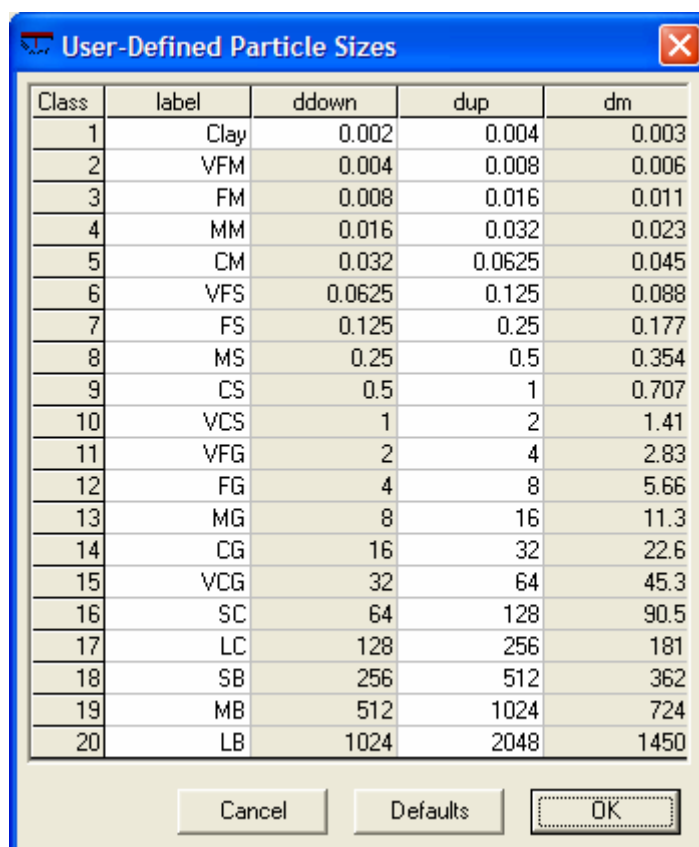 User-Defined Particle Sizes
Class label ddown dup dm
1 Clay 0.002 0.004 0.003
2 VFM 0.004 0.008 0.006
3 FM 0.008 0.016 0.011
4 MM 0.016 0.032 0.023
5 CM 0.032 0.0625 0.045
6 VFS 0.0625 0.125 0.088
7 FS 0.125 0.25 0.177
8 MS 0.25 0.5 0.354
9 CS 0.5 1 0.707
10 VCS 1 2 1.41
11 VFG 2 4 2.83
12 FG 4 8 5.66
13 MG 8 16 11.3
14 CG 16 32 22.6
15 VCG 32 64 45.3
16 SC 64 128 90.5
17 LC 128 256 181
18 SB 256 512 362
19 MB 512 1024 724
20 LB 1024 2048 1450
Cancel Defaults OK